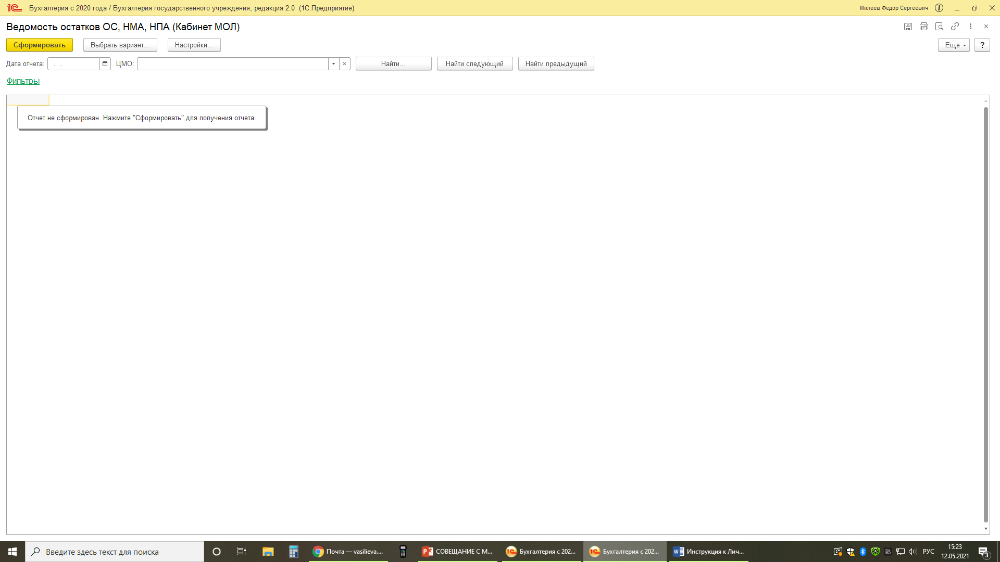 Бухгалтерия с 2020 года / Бухгалтерия государственного учреждения, редакция 2.0 (1С:Предприятие)
Милеев Федор Сергеевич
Ведомость остатков ОС, НМА, НПА (Кабинет МОЛ)
Сформировать
Выбрать вариант...
Настройки...
Еще
?
Дата отчета:
. .
ЦМО:
Найти...
Найти следующий
Найти предыдущий
Фильтры
Отчет не сформирован. Нажмите "Сформировать" для получения отчета.
Введите здесь текст для поиска
Почта — vasilieva....
СОВЕЩАНИЕ С М...
Бухгалтерия с 202...
Бухгалтерия с 202...
Инструкция к Лич...
РУС
15:23
12.05.2021
3